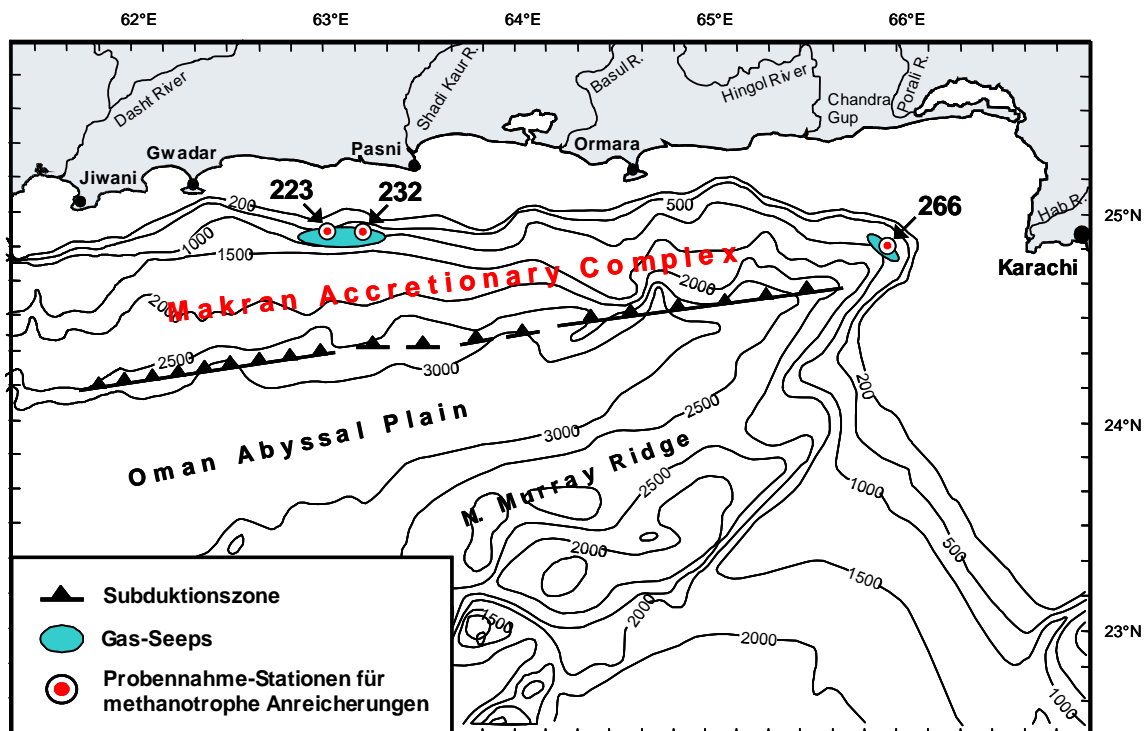 62°E 63°E 64°E 65°E 66°E
Dasht River
Shadi Kaur R.
Basul R.
Hingol River
Porali R.
Chandra
Gup
Gwadar
Pasni
Ormara
Jiwani
223
232
266
200
500
25°N
Hab R.
1000
1500
Karachi
Makran Accretionary Complex
2000
200
2500
3000
200
2500
24°N
Oman Abyssal Plain
3000
N. Murray Ridge
2500
1000
2000
500
1500
1500
2000
2000
23°N
1000
Subduktionszone
Gas-Seeps
Probennahme-Stationen für
methanotrophe Anreicherungen